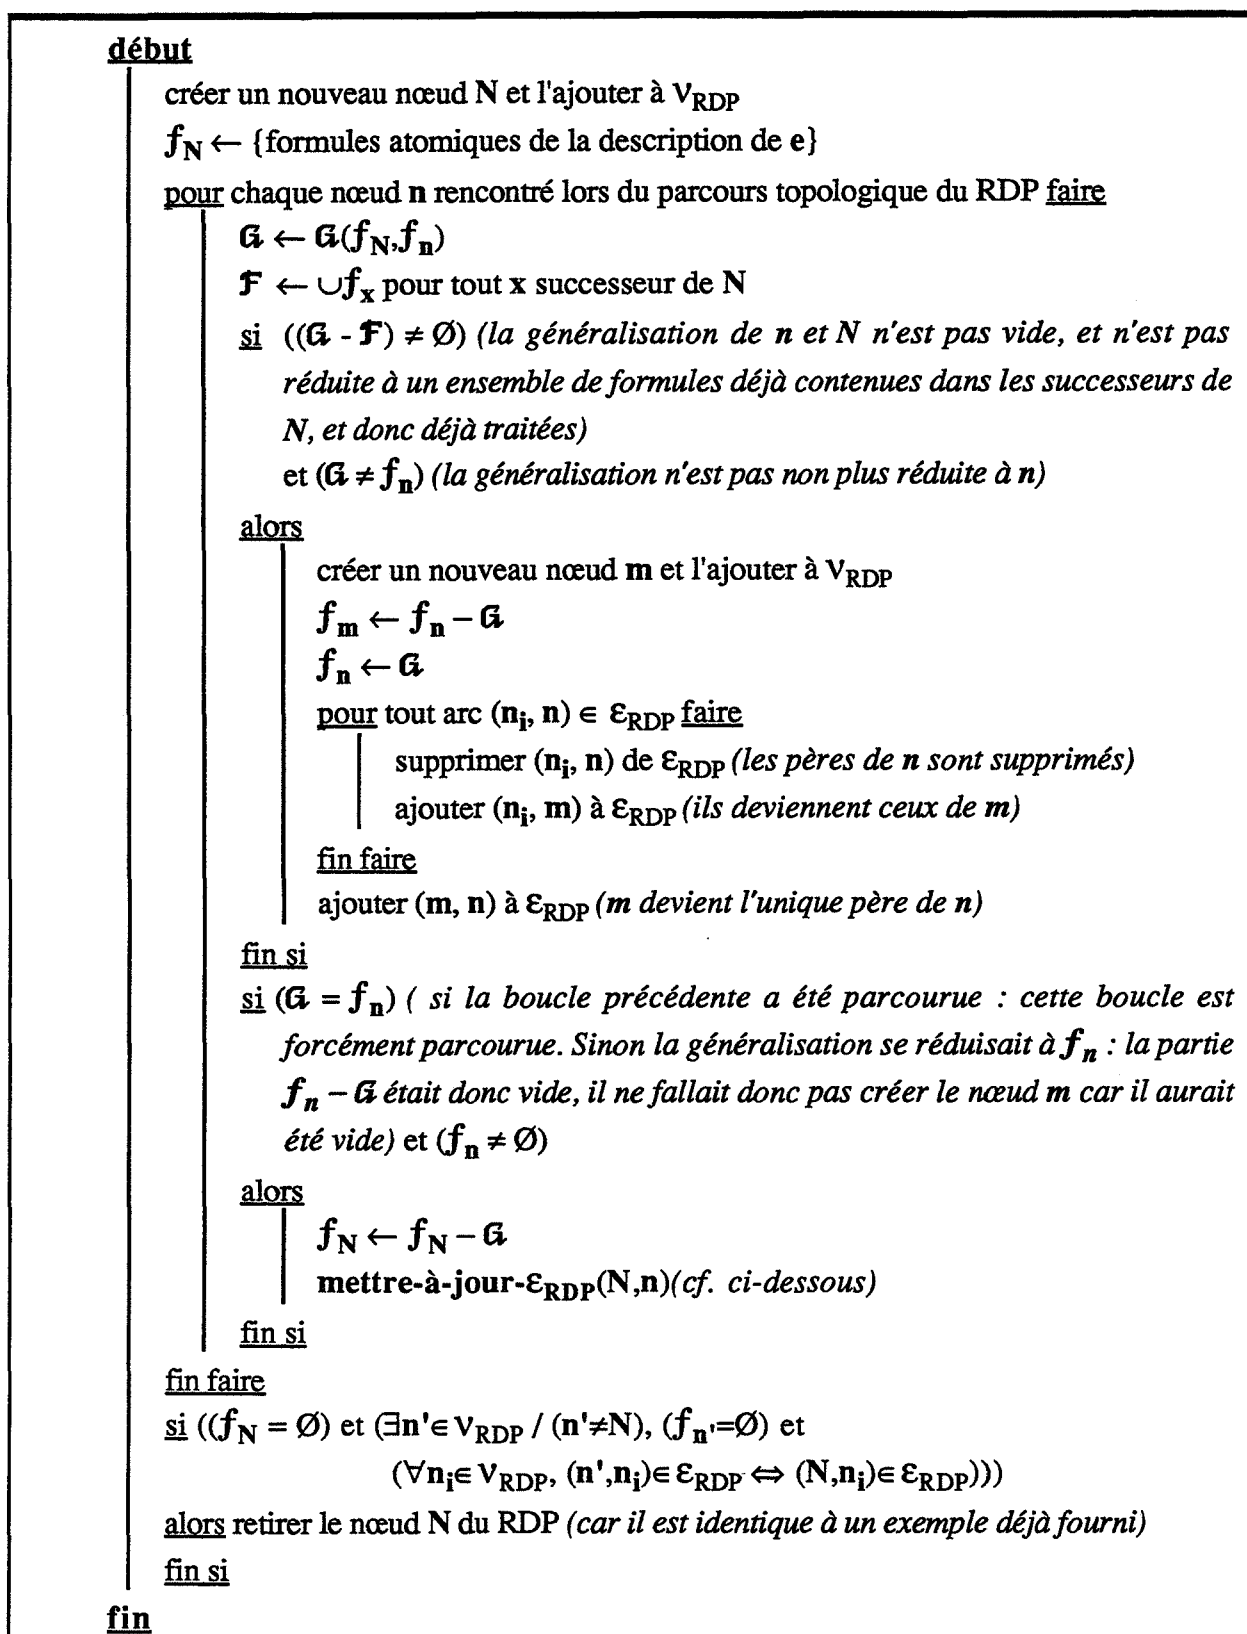 début
créer un nouveau nœud N et l'ajouter à V_RDP
f_N ← {formules atomiques de la description de e}
pour chaque nœud n rencontré lors du parcours topologique du RDP faire
G ← G(f_N,f_n)
F ← ∪f_x pour tout x successeur de N
si ((G - F) ≠ Ø) (la généralisation de n et N n'est pas vide, et n'est pas
réduite à un ensemble de formules déjà contenues dans les successeurs de
N, et donc déjà traitées)
et (G ≠ f_n) (la généralisation n'est pas non plus réduite à n)
alors
créer un nouveau nœud m et l'ajouter à V_RDP
f_m ← f_n – G
f_n ← G
pour tout arc (n_i, n) ∈ ε_RDP faire
supprimer (n_i, n) de ε_RDP (les pères de n sont supprimés)
ajouter (n_i, m) à ε_RDP (ils deviennent ceux de m)
fin faire
ajouter (m, n) à ε_RDP (m devient l'unique père de n)
fin si
si (G = f_n) ( si la boucle précédente a été parcourue : cette boucle est
forcément parcourue. Sinon la généralisation se réduisait à f_n : la partie
f_n – G était donc vide, il ne fallait donc pas créer le nœud m car il aurait
été vide) et (f_n ≠ Ø)
alors
f_N ← f_N – G
mettre-à-jour-ε_RDP(N,n)(cf. ci-dessous)
fin si
fin faire
si ((f_N = Ø) et (∃n'∈ V_RDP / (n'≠N), (f_n'=Ø) et
(∀n_i∈ V_RDP, (n',n_i)∈ ε_RDP ⇔ (N,n_i)∈ ε_RDP)))
alors retirer le nœud N du RDP (car il est identique à un exemple déjà fourni)
fin si
fin